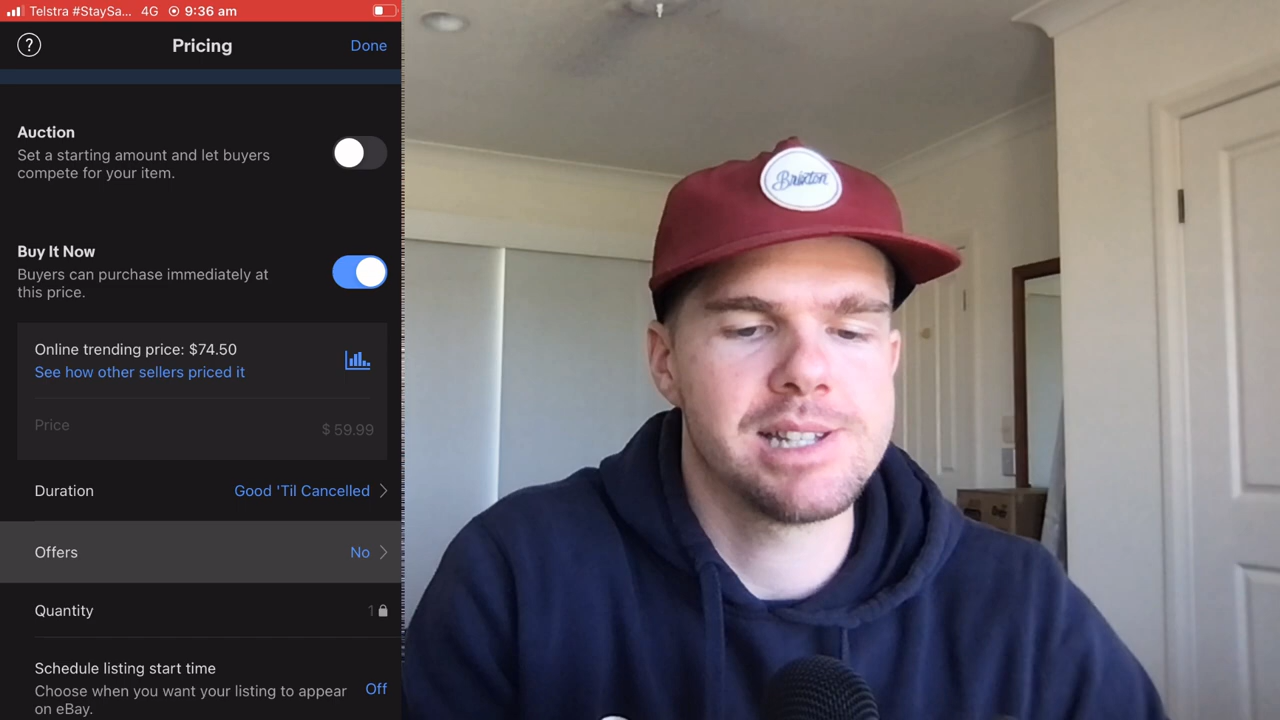 Telstra #StaySa... 4G 9:36 am
? Pricing Done
Auction
Set a starting amount and let buyers
compete for your item.
Buy It Now
Buyers can purchase immediately at
this price.
Online trending price: $74.50
See how other sellers priced it
Price $ 59.99
Duration Good 'Til Cancelled
Offers No
Quantity 1
Schedule listing start time
Choose when you want your listing to appear
on eBay.
Off
Brixton